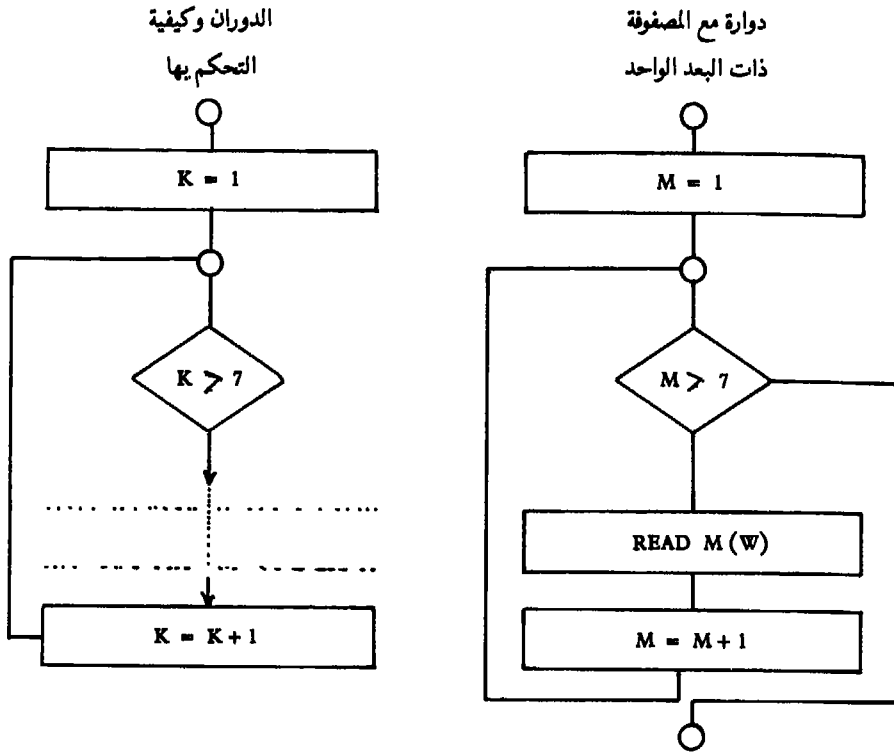 الدوران وكيفية
التحكم بها
K = 1
K > 7
K = K + 1
دوارة مع المصفوفة
ذات البعد الواحد
M = 1
M > 7
READ M (W)
M = M + 1